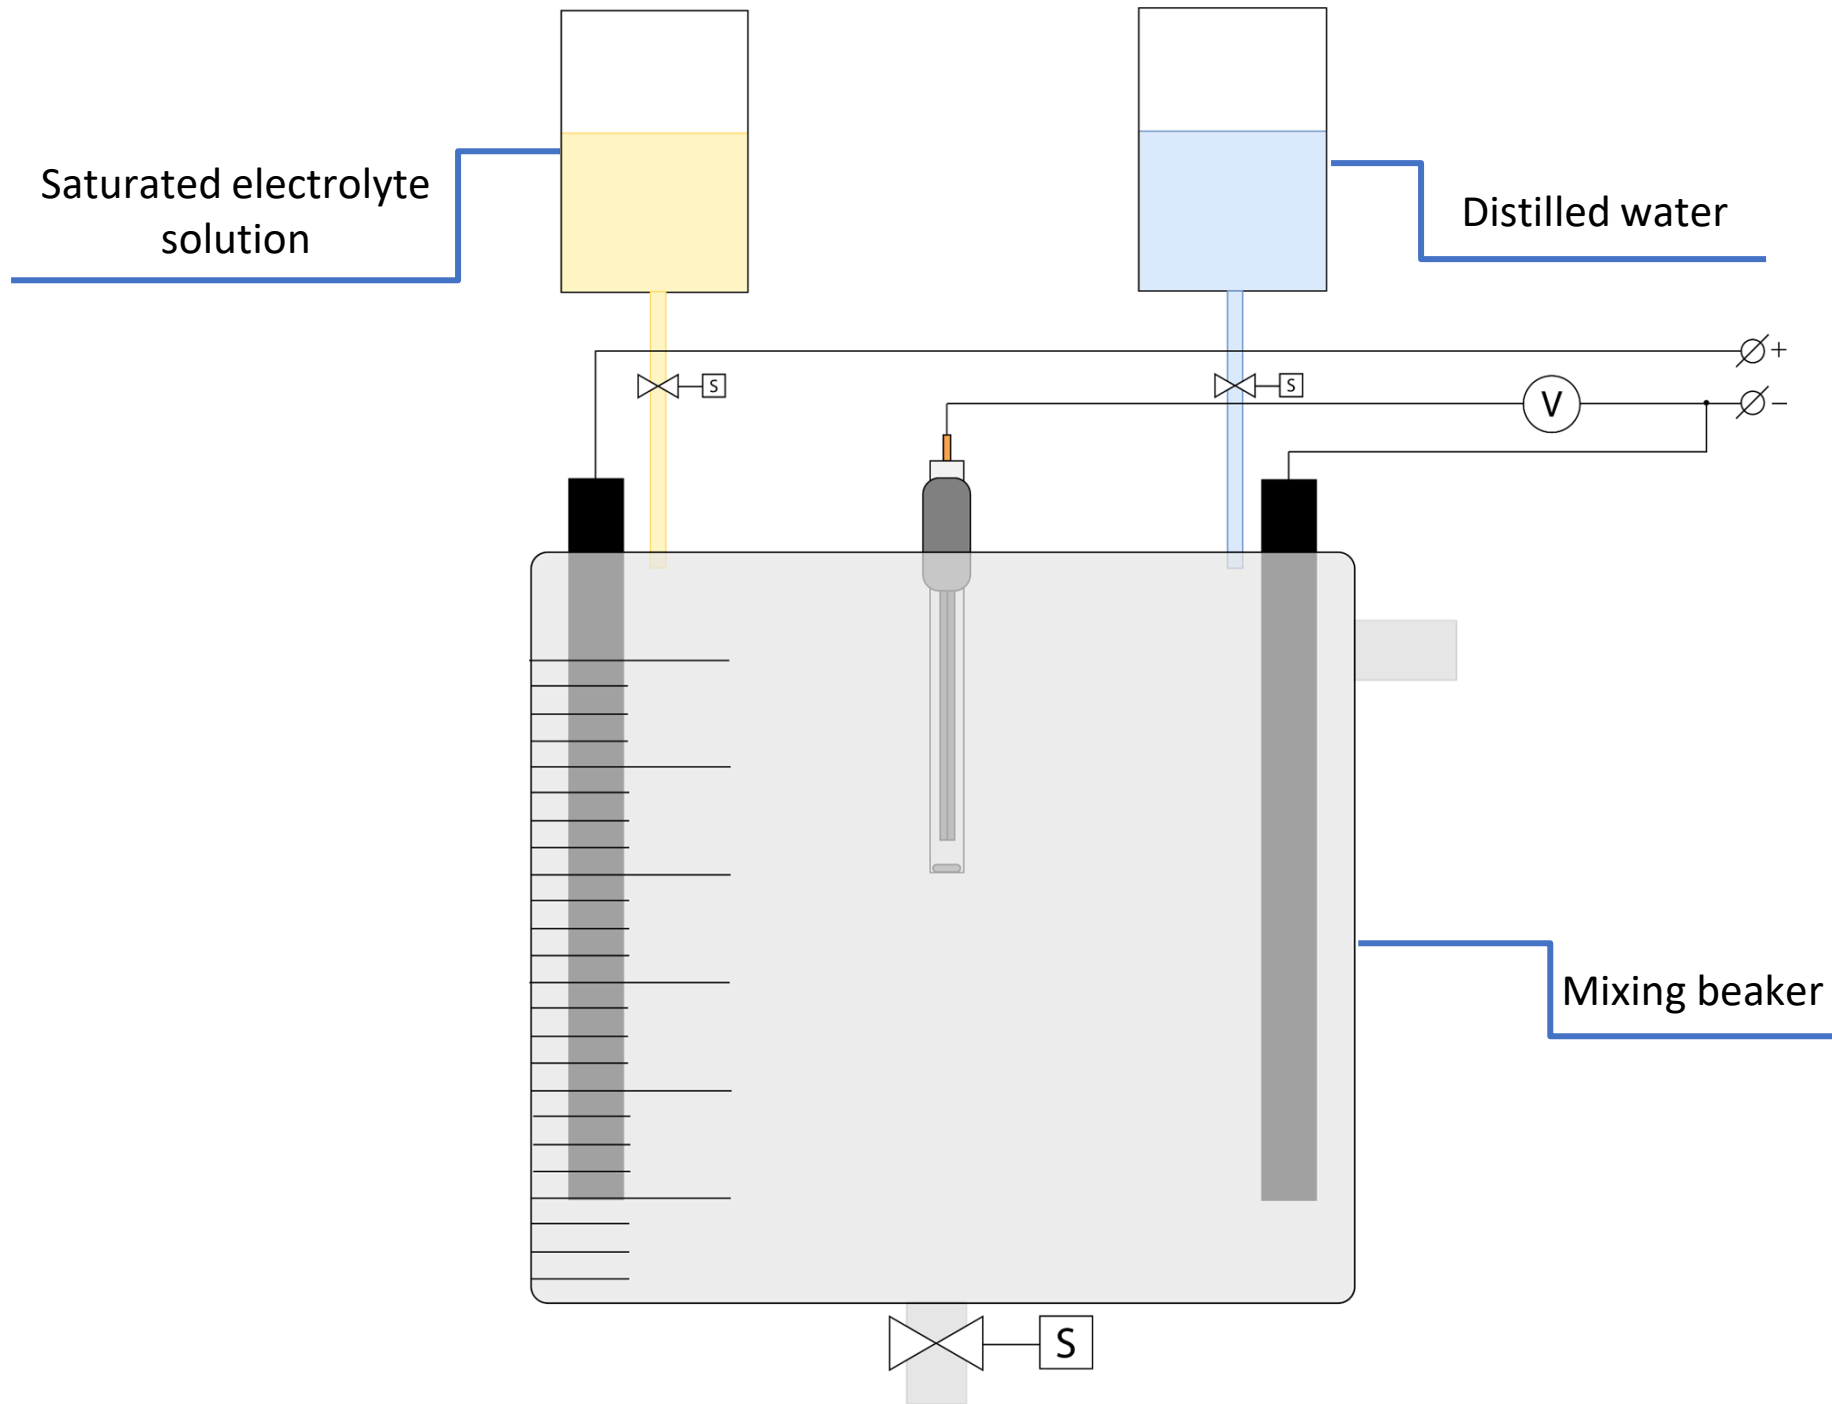 Saturated electrolyte
solution
Distilled water
+
S
S
V
−
Mixing beaker
S